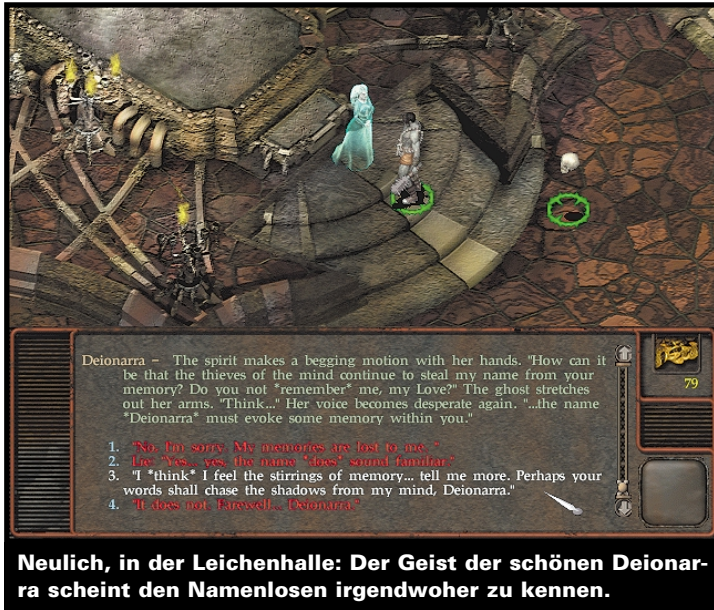 Deionarra – The spirit makes a begging motion with her hands. "How can it
be that the thieves of the mind continue to steal my name from your
memory? Do you not *remember* me, my Love?" The ghost stretches
out her arms. "Think..." Her voice becomes desperate again. "...the name
*Deionarra* must evoke some memory within you."
79
1. "No. I'm sorry. My memories are lost to me."
2. Lie: "Yes... yes, the name *does* sound familiar."
3. "I *think* I feel the stirrings of memory... tell me more. Perhaps your
words shall chase the shadows from my mind, Deionarra."
4. "It does not. Farewell... Deionarra."
Neulich, in der Leichenhalle: Der Geist der schönen Deionar-
ra scheint den Namenlosen irgendwoher zu kennen.